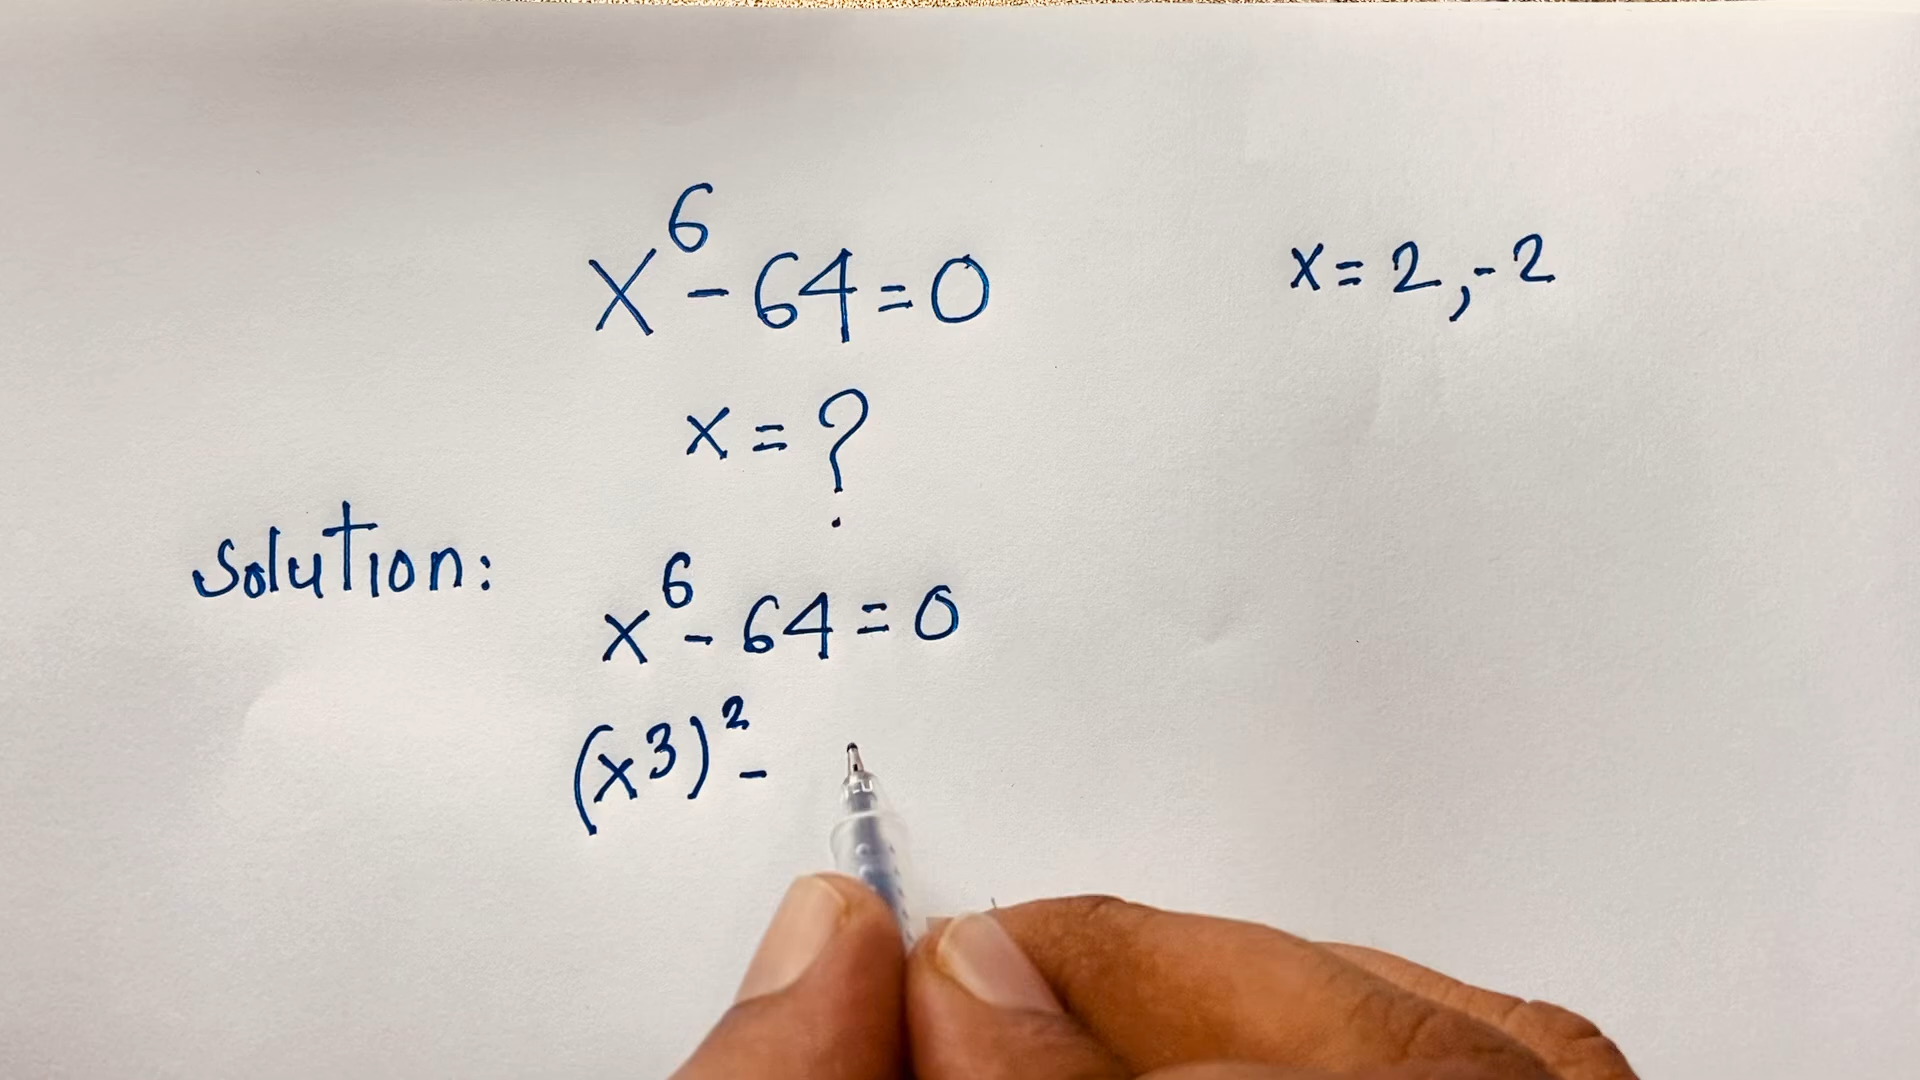 x⁶ - 64 = 0
x = 2, -2
x = ?
Solution:
x⁶ - 64 = 0
(x³)² -